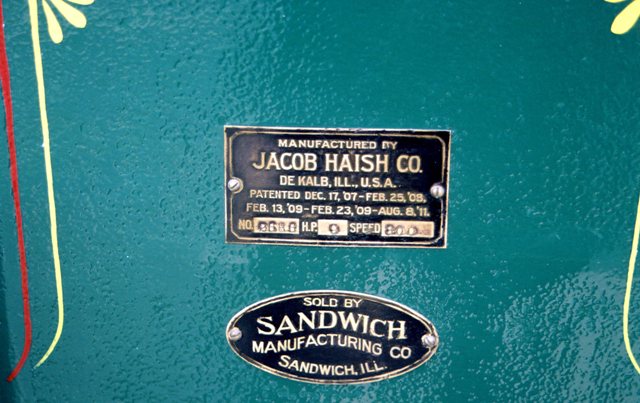 MANUFACTURED BY
JACOB HAISH CO.
DE KALB, ILL., U.S.A.
PATENTED DEC. 17, '07-FEB. 25, '08,
FEB. 13, '09-FEB. 23, '09-AUG. 8, '11.
NO. H.P. 9 SPEED
SOLD BY
SANDWICH
MANUFACTURING CO
SANDWICH, ILL.